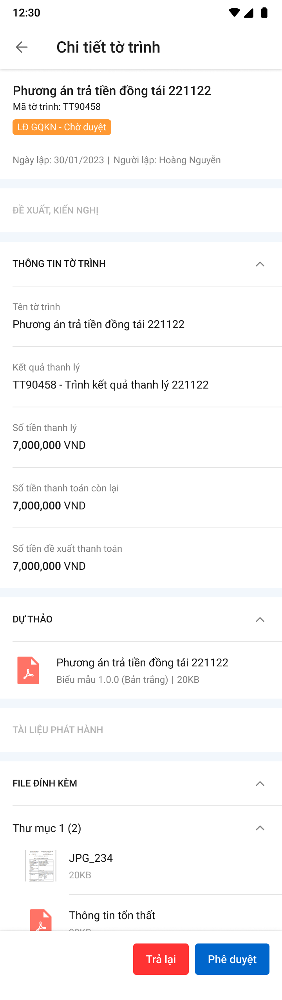 12:30
Chi tiết tờ trình
Phương án trả tiền đồng tái 221122
Mã tờ trình: TT90458
LĐ GQKN - Chờ duyệt
Ngày lập: 30/01/2023 | Người lập: Hoàng Nguyễn
ĐỀ XUẤT, KIẾN NGHỊ
THÔNG TIN TỜ TRÌNH
Tên tờ trình
Phương án trả tiền đồng tái 221122
Kết quả thanh lý
TT90458 - Trình kết quả thanh lý 221122
Số tiền thanh lý
7,000,000 VND
Số tiền thanh toán còn lại
7,000,000 VND
Số tiền đề xuất thanh toán
7,000,000 VND
DỰ THẢO
Phương án trả tiền đồng tái 221122
Biểu mẫu 1.0.0 (Bản trắng) | 20KB
TÀI LIỆU PHÁT HÀNH
FILE ĐÍNH KÈM
Thư mục 1 (2)
JPG_234
20KB
Thông tin tổn thất
Trả lại
Phê duyệt